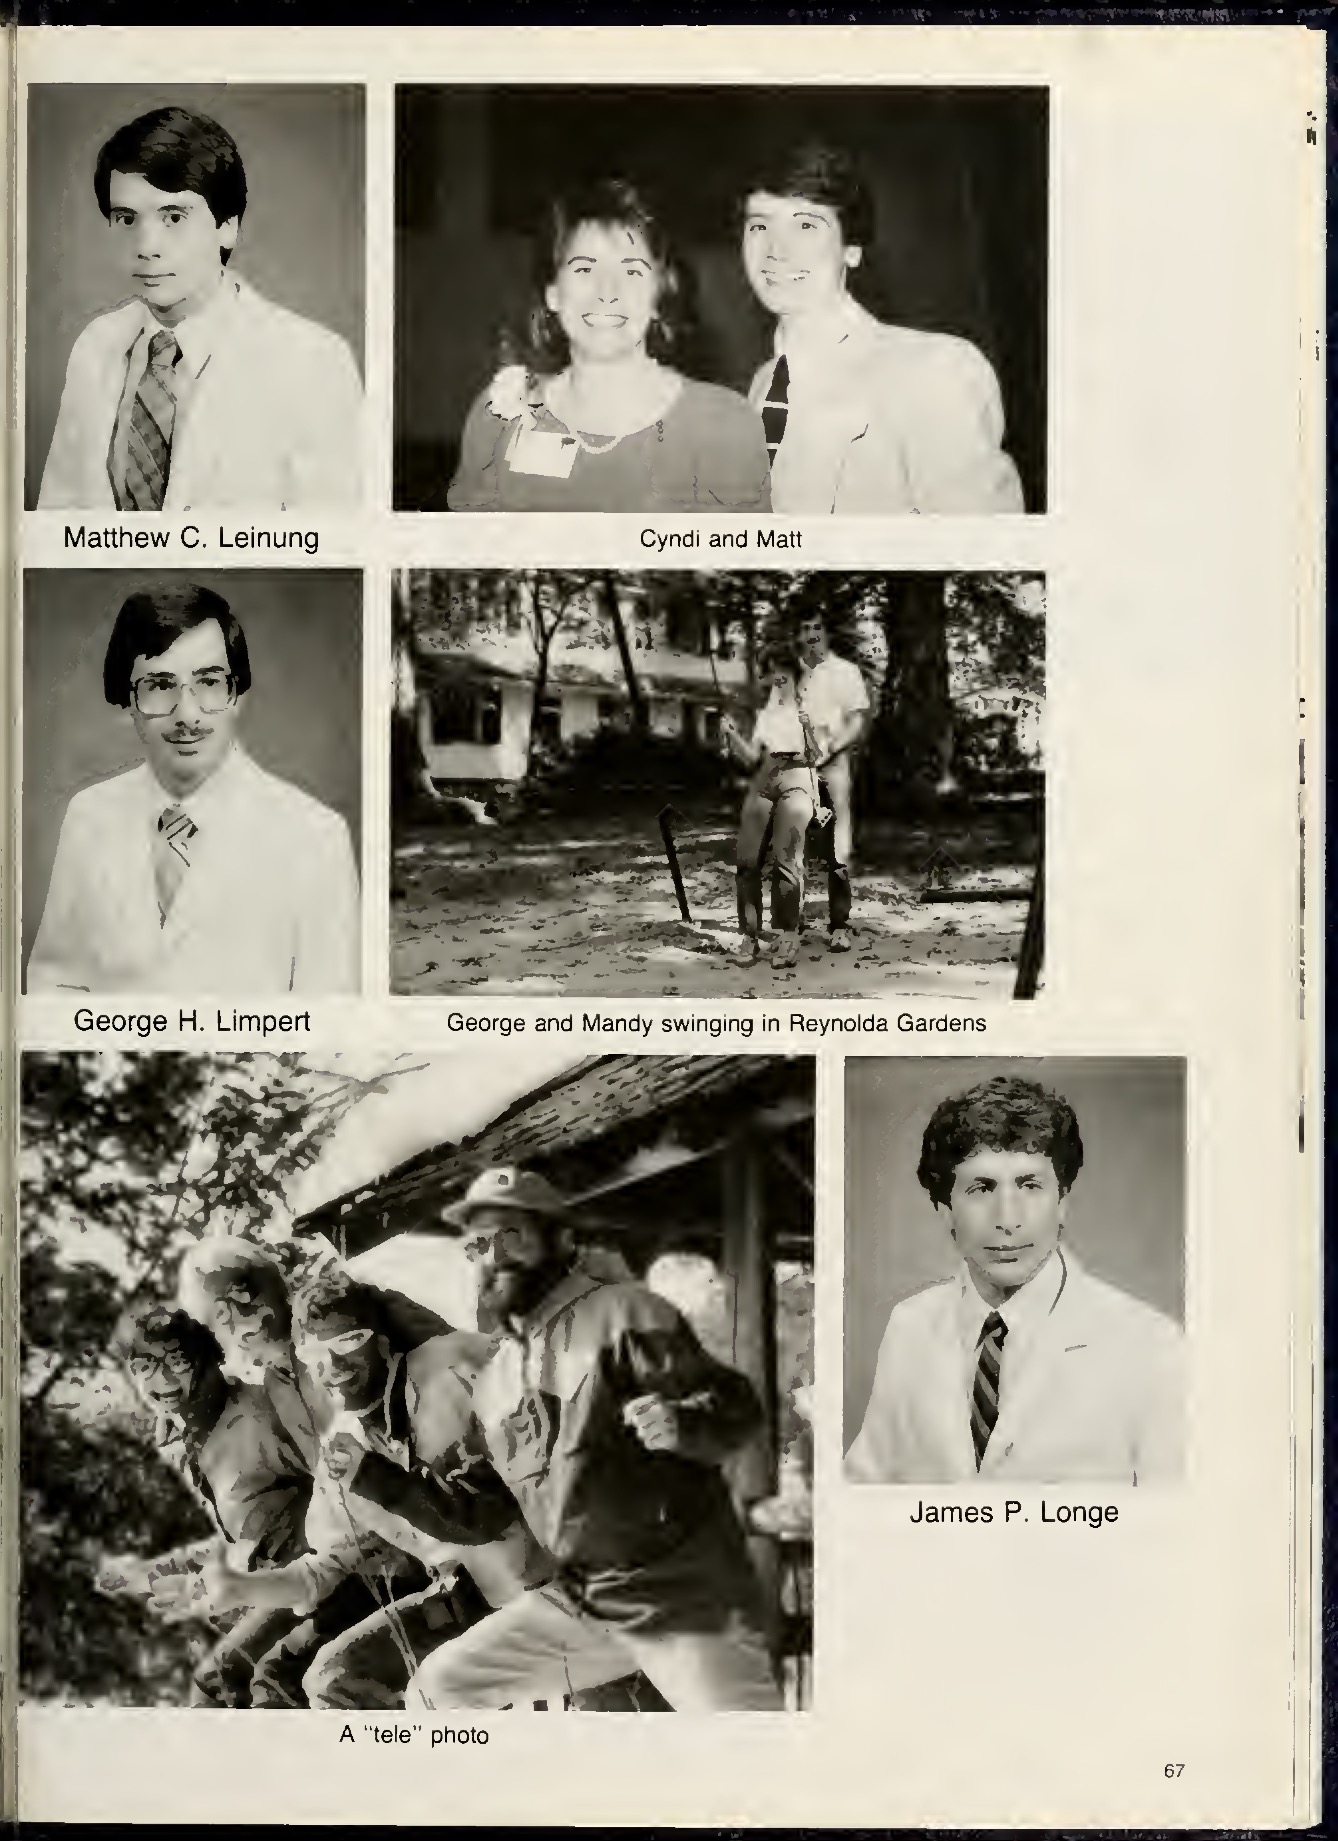 Matthew C. Leinung
Cyndi and Matt
George H. Limpert
George and Mandy swinging in Reynolda Gardens
James P. Longe
A "tele" photo
67